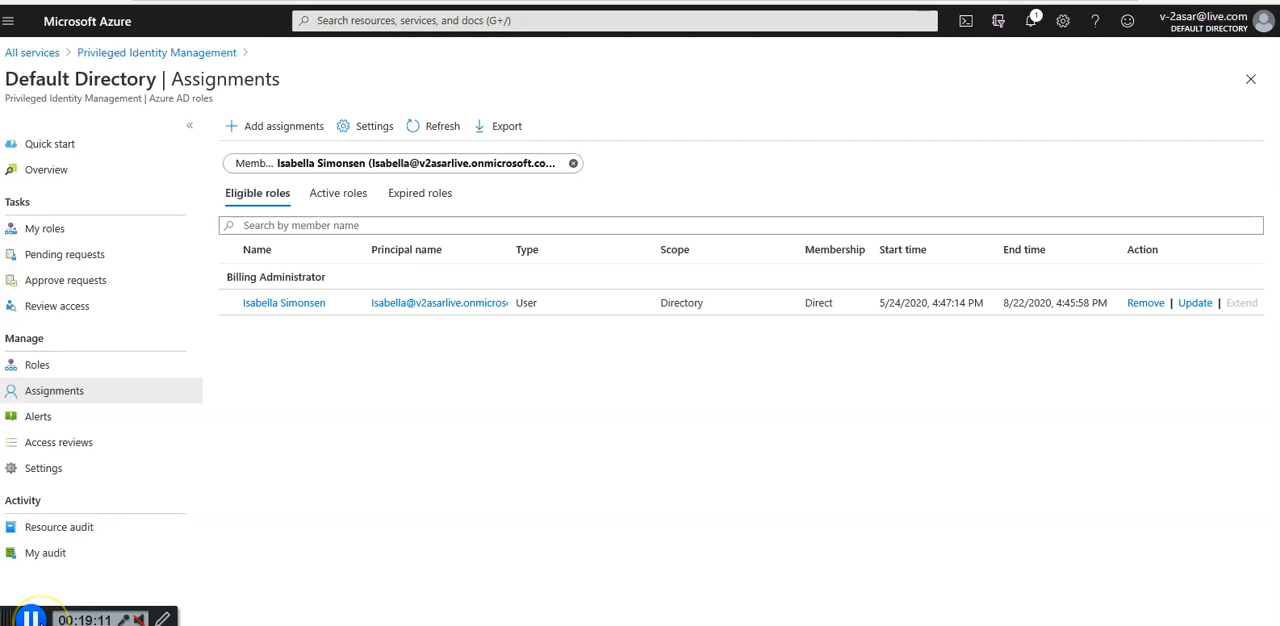 Microsoft Azure
Search resources, services, and docs (G+/)
1
v-2asar@live.com
DEFAULT DIRECTORY
All services > Privileged Identity Management >
Default Directory | Assignments
Privileged Identity Management | Azure AD roles
«
Quick start
Overview
Tasks
My roles
Pending requests
Approve requests
Review access
Manage
Roles
Assignments
Alerts
Access reviews
Settings
Activity
Resource audit
My audit
Add assignments Settings Refresh Export
Memb... Isabella Simonsen (Isabella@v2asarlive.onmicrosoft.co...
Eligible roles Active roles Expired roles
Search by member name
Name Principal name Type Scope Membership Start time End time Action
Billing Administrator
Isabella Simonsen Isabella@v2asarlive.onmicros User Directory Direct 5/24/2020, 4:47:14 PM 8/22/2020, 4:45:58 PM Remove | Update | Extend
00:19:11